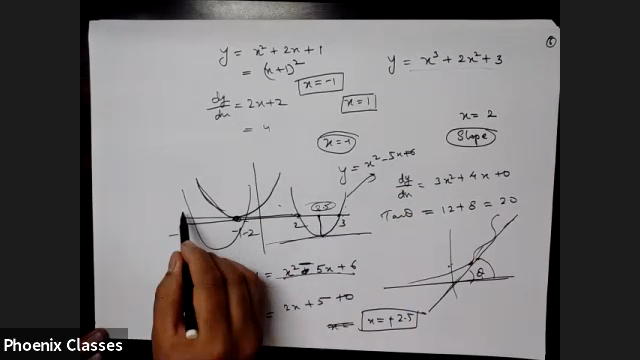 y = x² + 2x + 1
= (x+1)²
x = -1
dy/dx = 2x + 2
x = 1
= 4
x = -1
y = x³ + 2x² + 3
x = 2
Slope
dy/dx = 3x² + 4x + 0
Tanθ = 12 + 8 = 20
y = x² - 5x + 6
2.5
-1 -2 2 3
= x² - 5x + 6
= 2x + 5 + 0
x = +2.5
θ
Phoenix Classes